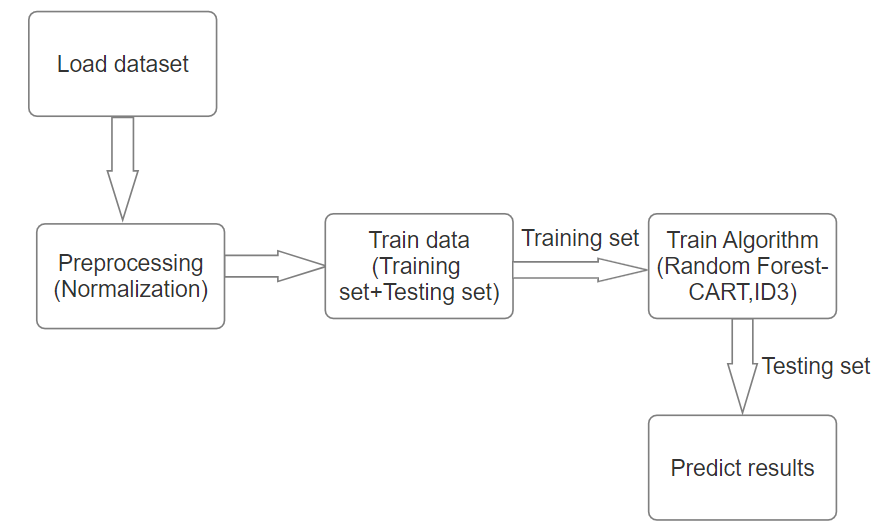 Load dataset
Preprocessing
(Normalization)
Train data
(Training
set+Testing set)
Training set
Train Algorithm
(Random Forest-
CART,ID3)
Testing set
Predict results